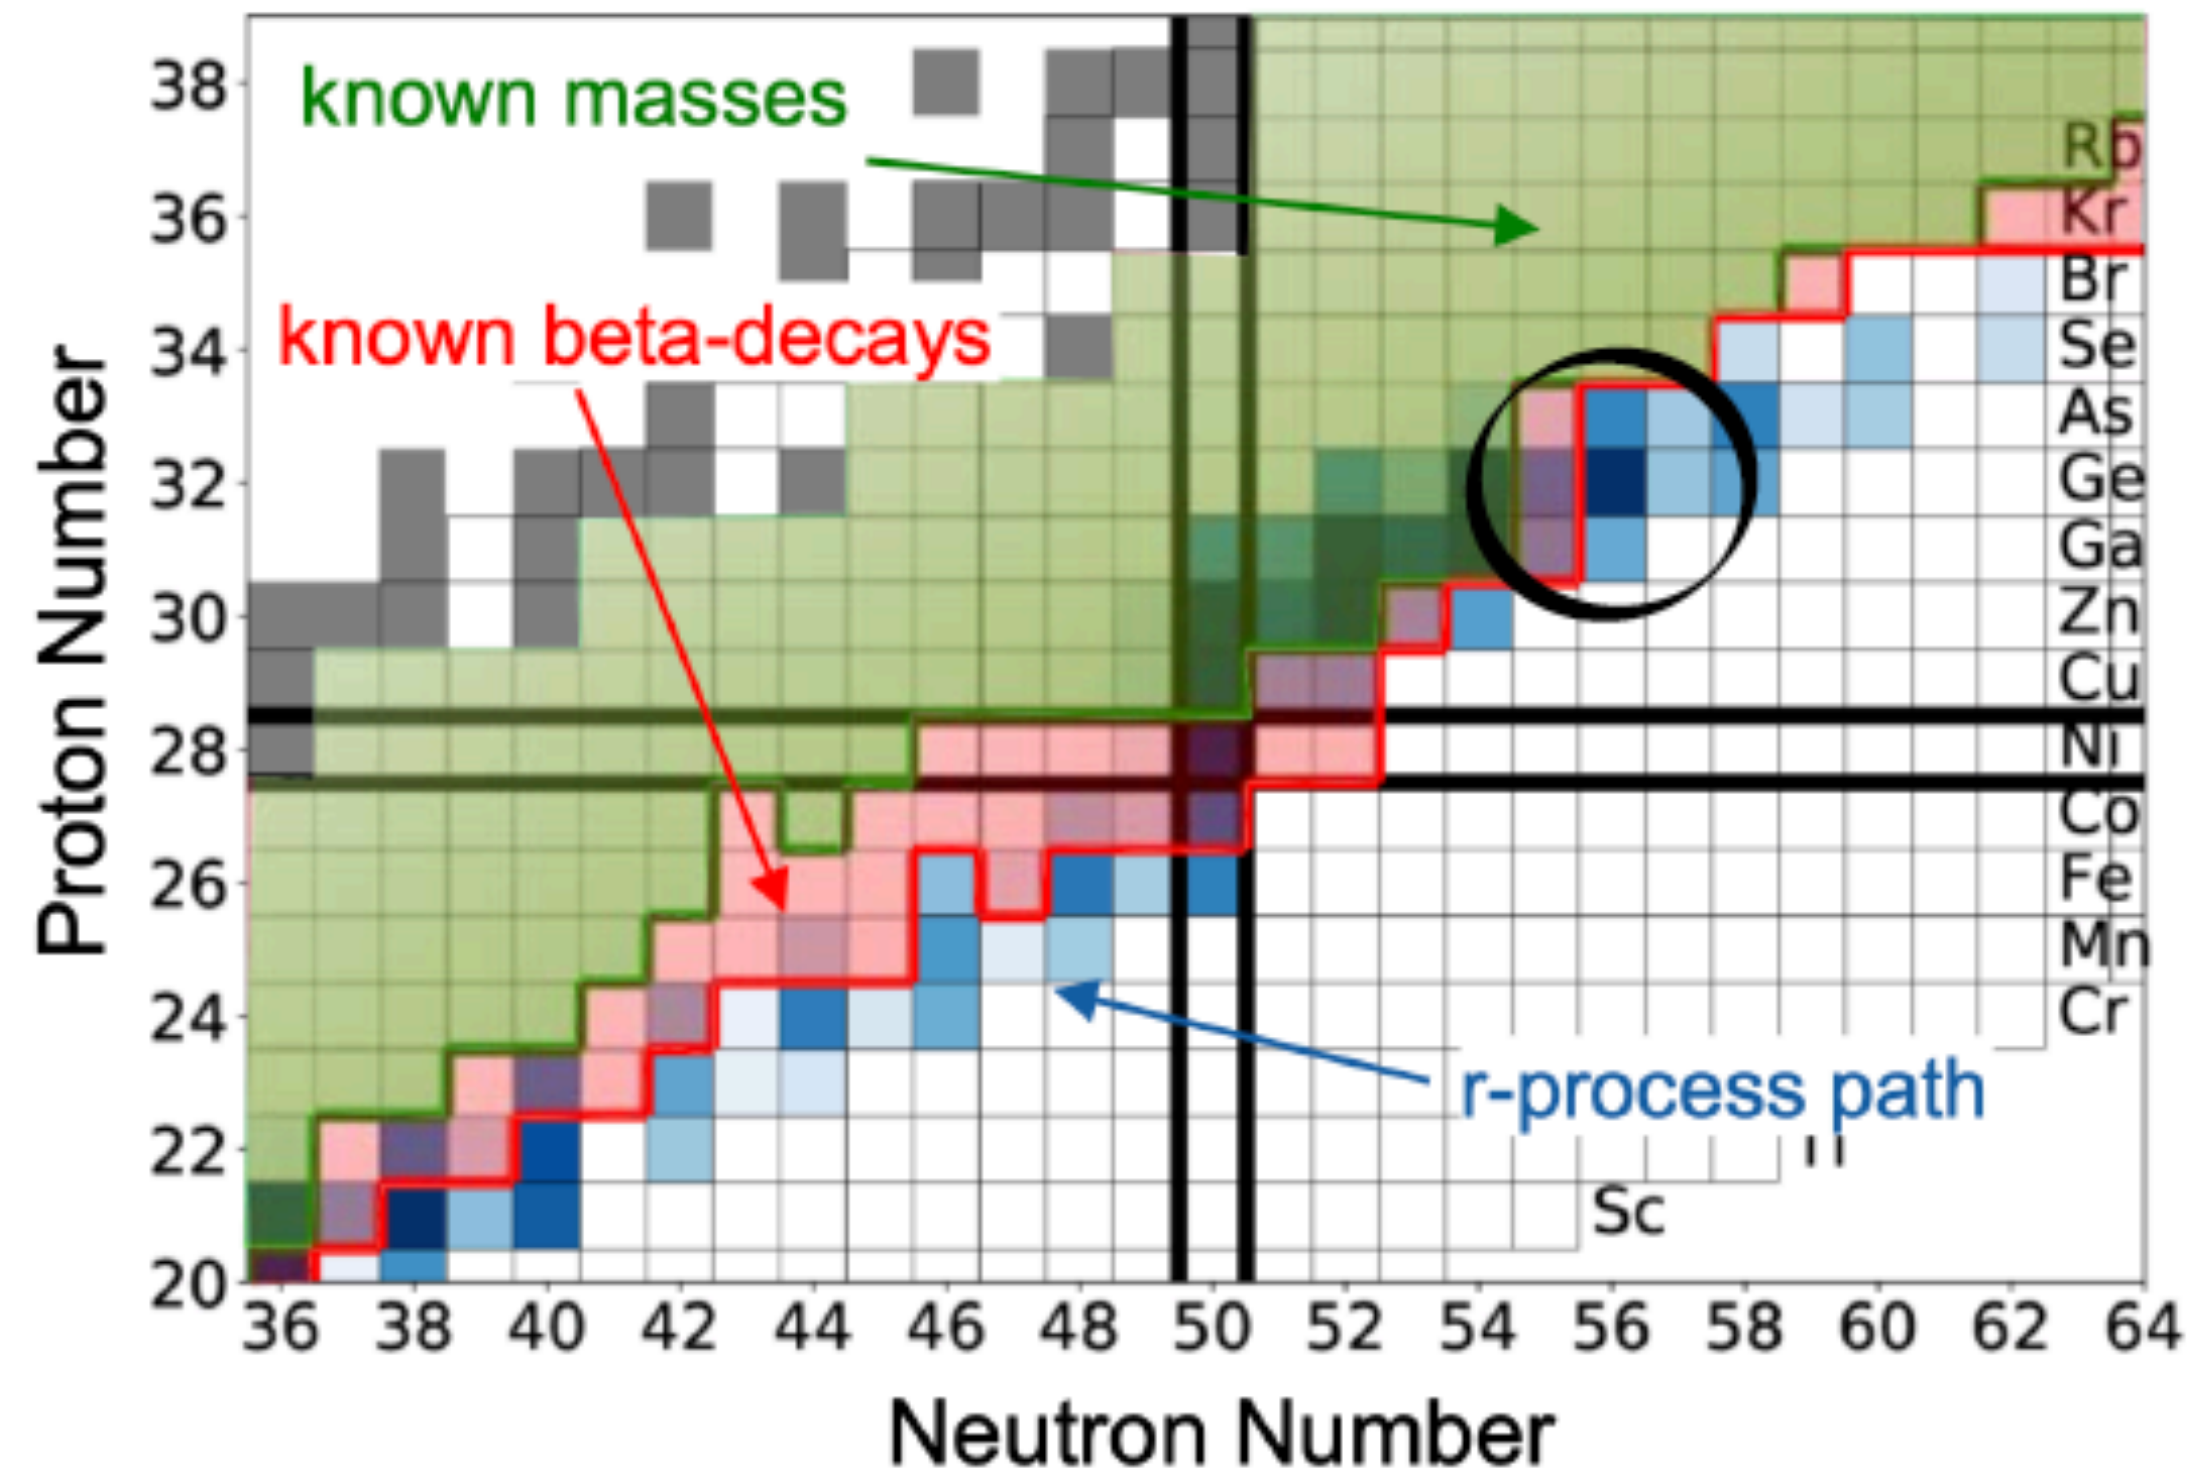 38
36
34
32
30
28
26
24
22
20
Proton Number
known masses
known beta-decays
r-process path
Rb
Kr
Br
Se
As
Ge
Ga
Zn
Cu
Ni
Co
Fe
Mn
Cr
Sc
36 38 40 42 44 46 48 50 52 54 56 58 60 62 64
Neutron Number